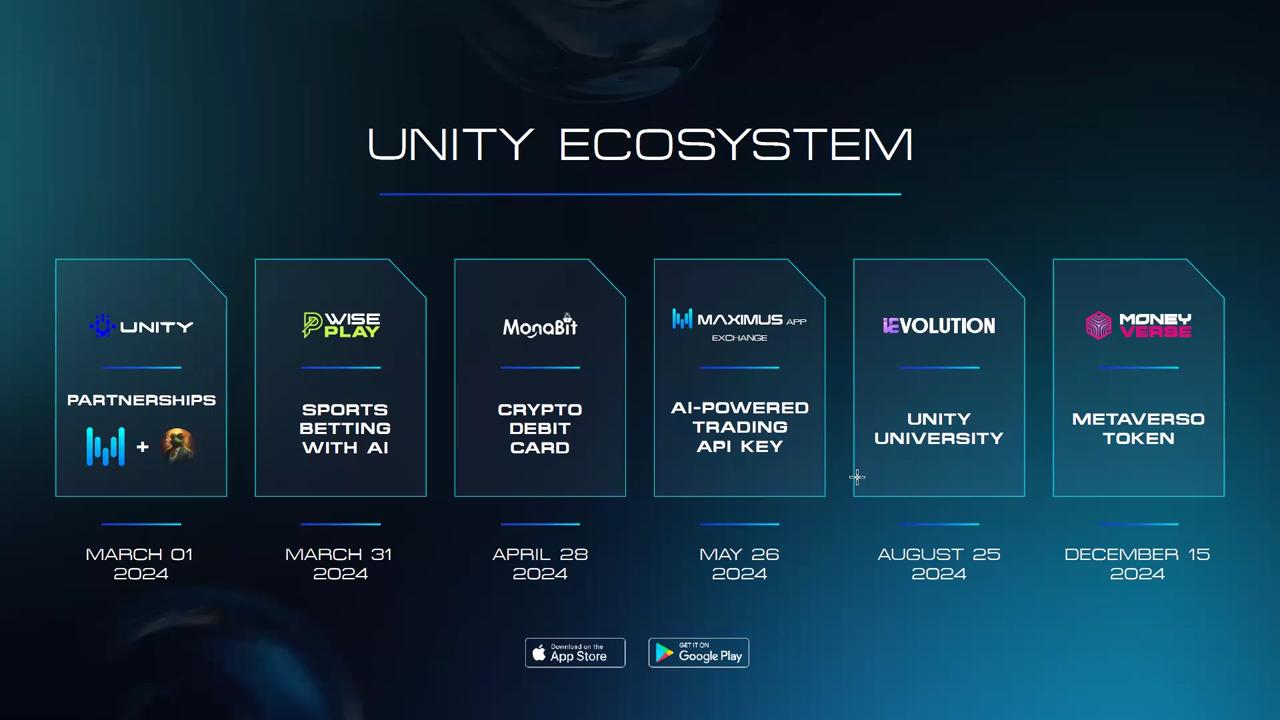 UNITY ECOSYSTEM
UNITY
PARTNERSHIPS
+
MARCH 01
2024
WISE
PLAY
SPORTS
BETTING
WITH AI
MARCH 31
2024
MonaBit
CRYPTO
DEBIT
CARD
APRIL 28
2024
MAXIMUS APP
EXCHANGE
AI-POWERED
TRADING
API KEY
MAY 26
2024
EVOLUTION
UNITY
UNIVERSITY
AUGUST 25
2024
MONEY
VERSE
METAVERSO
TOKEN
DECEMBER 15
2024
Download on the
App Store
GET IT ON
Google Play